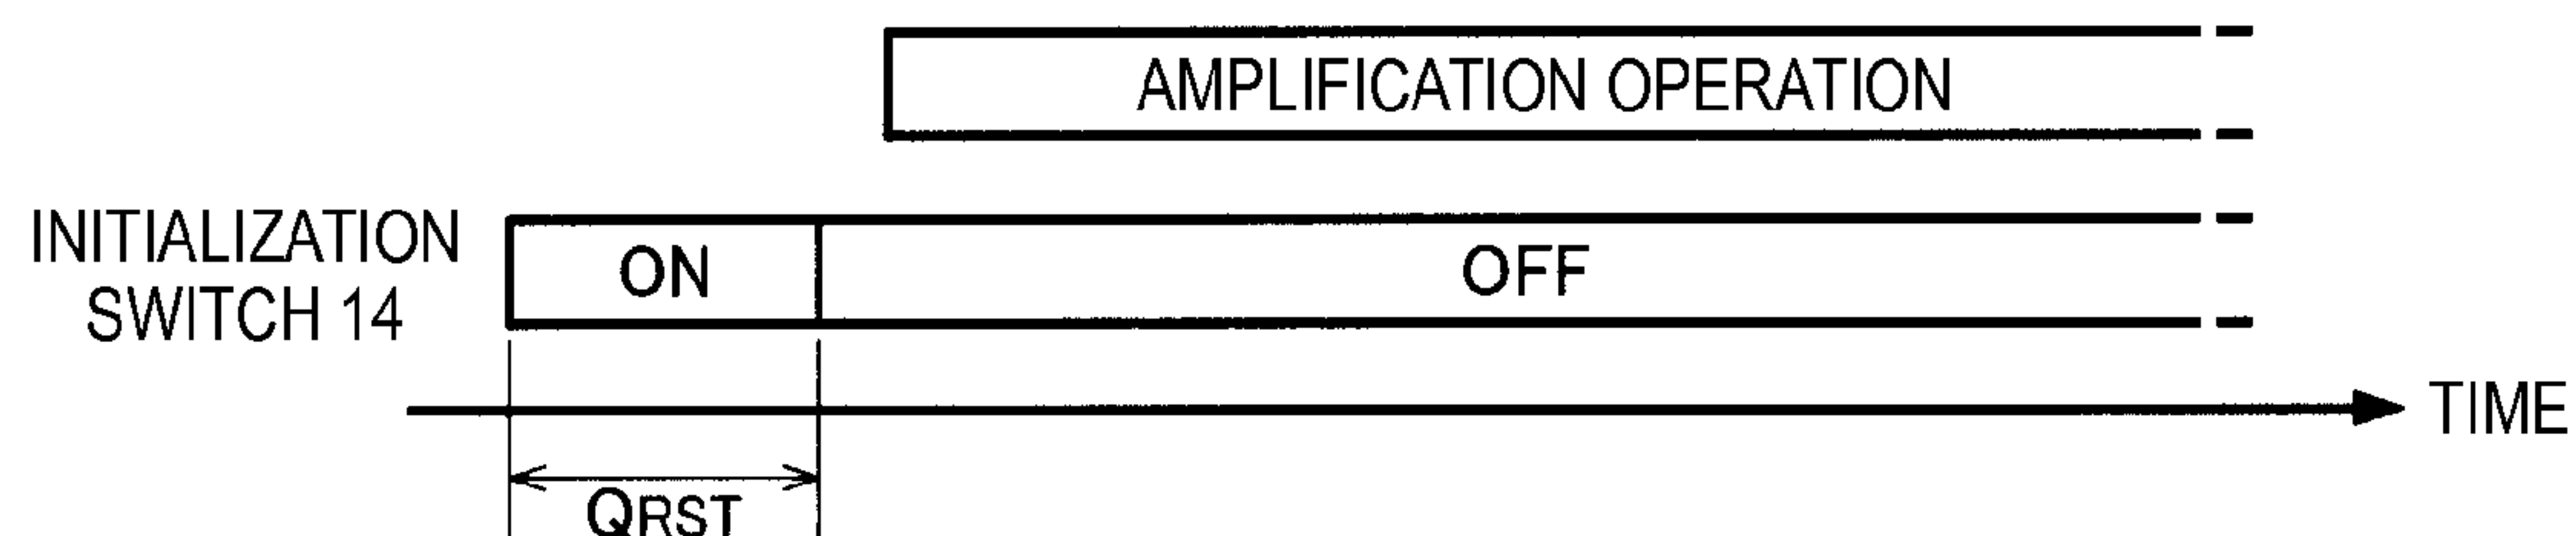 AMPLIFICATION OPERATION
INITIALIZATION
SWITCH 14
ON
OFF
TIME
QRST